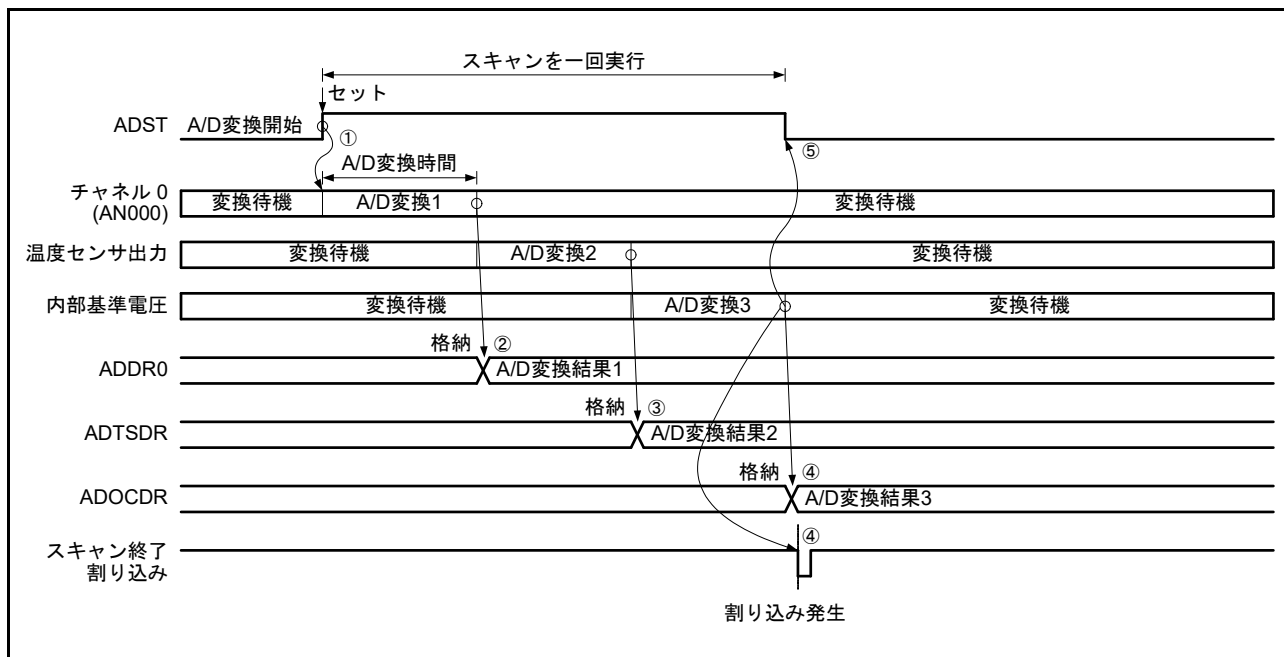 スキャンを一回実行
セット
ADST A/D変換開始
①
⑤
A/D変換時間
チャネル 0
(AN000)
変換待機 A/D変換1 変換待機
温度センサ出力 変換待機 A/D変換2 変換待機
内部基準電圧 変換待機 A/D変換3 変換待機
格納 ②
ADDR0 A/D変換結果1
格納 ③
ADTSDR A/D変換結果2
格納 ④
ADOCDR A/D変換結果3
スキャン終了
割り込み
④
割り込み発生